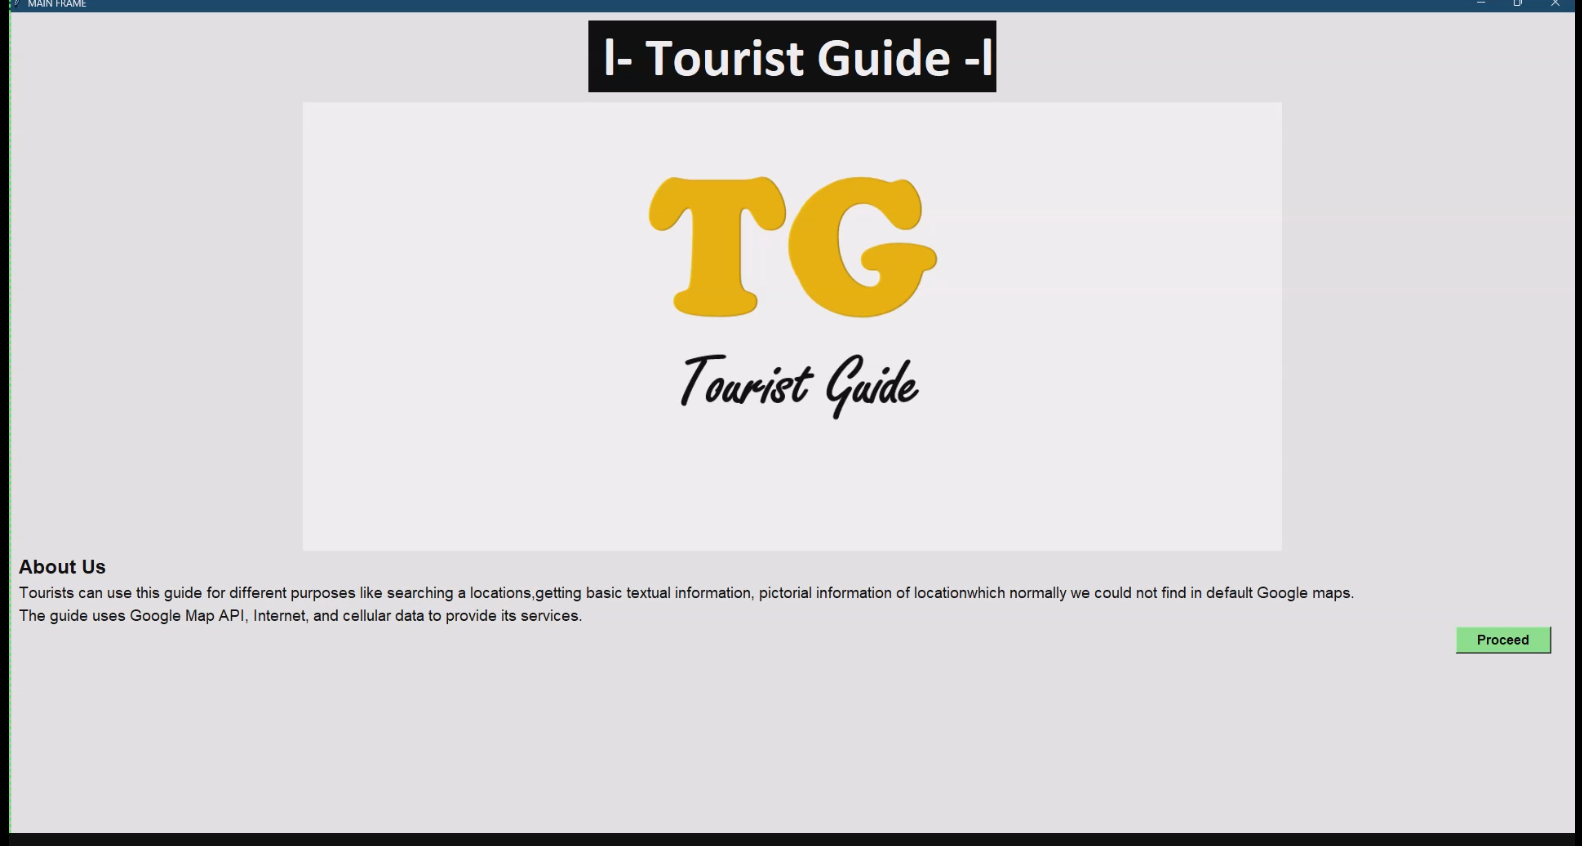 MAIN FRAME
l- Tourist Guide -l
TG
Tourist Guide
About Us
Tourists can use this guide for different purposes like searching a locations,getting basic textual information, pictorial information of locationwhich normally we could not find in default Google maps.
The guide uses Google Map API, Internet, and cellular data to provide its services.
Proceed